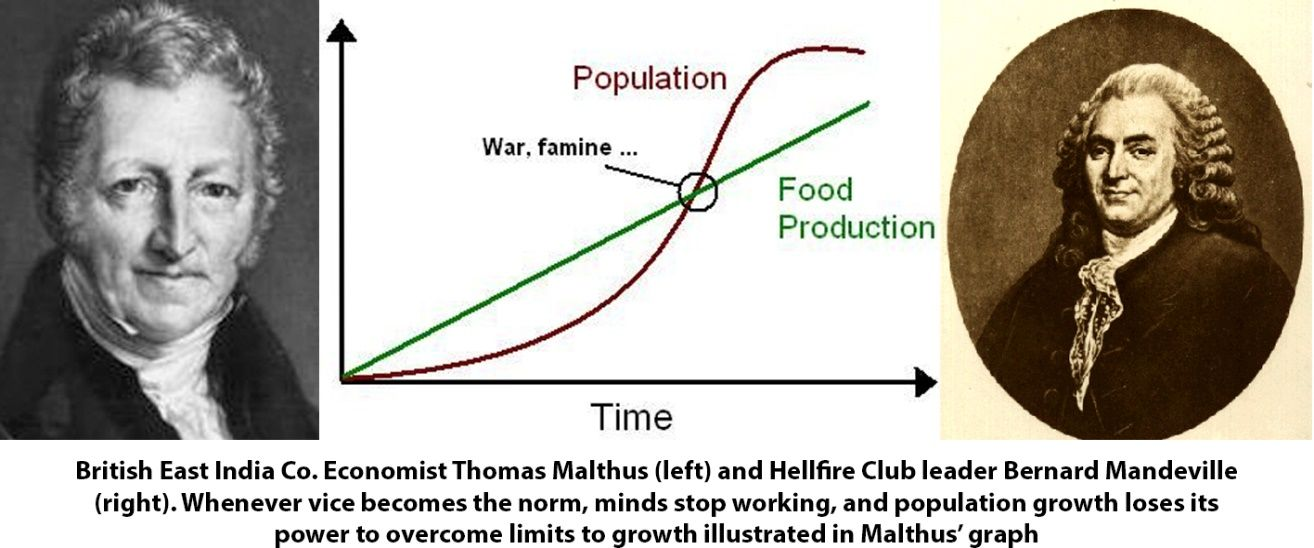 Population
War, famine ...
Food
Production
Time
British East India Co. Economist Thomas Malthus (left) and Hellfire Club leader Bernard Mandeville
(right). Whenever vice becomes the norm, minds stop working, and population growth loses its
power to overcome limits to growth illustrated in Malthus’ graph